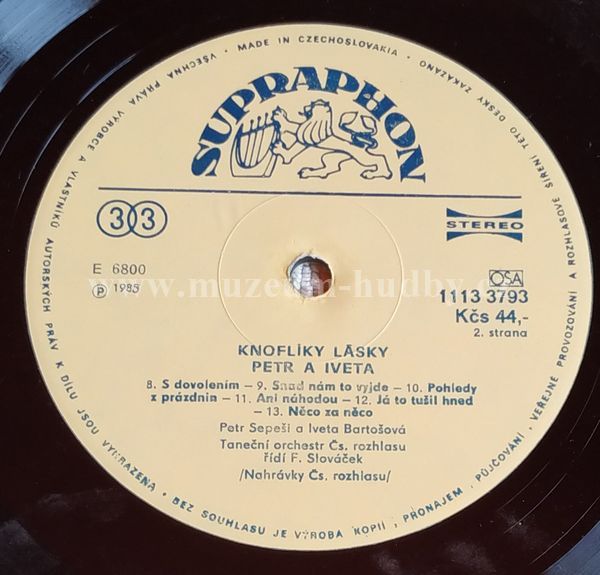 VŠECHNA PRÁVA VÝROBCE A VLASTNÍKŮ AUTORSKÝCH PRÁV K DÍLU JSOU VYHRAZENA • BEZ SOUHLASU JE VÝROBA KOPIÍ, PRONÁJEM, PŮJČOVÁNÍ, VEŘEJNÉ PROVOZOVÁNÍ A ROZHLASOVÉ ŠÍŘENÍ TÉTO DESKY ZAKÁZÁNO • MADE IN CZECHOSLOVAKIA •
SUPRAPHON
33
STEREO
E 6800
Ⓟ 1985
OSA
1113 3793
Kčs 44,-
2. strana
www.muzeum-hudby.c
KNOFLÍKY LÁSKY
PETR A IVETA
8. S dovolením – 9. Snad nám to vyjde – 10. Pohledy
z prázdnin – 11. Ani náhodou – 12. Já to tušil hned
– 13. Něco za něco
Petr Sepeši a Iveta Bartošová
Taneční orchestr Čs. rozhlasu
řídí F. Slováček
/Nahrávky Čs. rozhlasu/